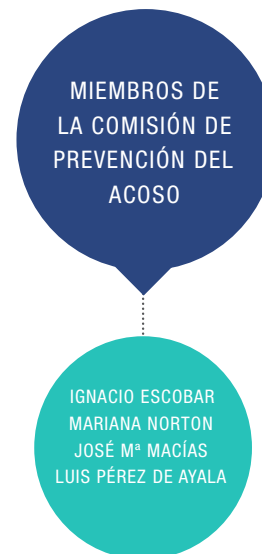 MIEMBROS DE
LA COMISIÓN DE
PREVENCIÓN DEL
ACOSO
IGNACIO ESCOBAR
MARIANA NORTON
JOSÉ Mª MACÍAS
LUIS PÉREZ DE AYALA